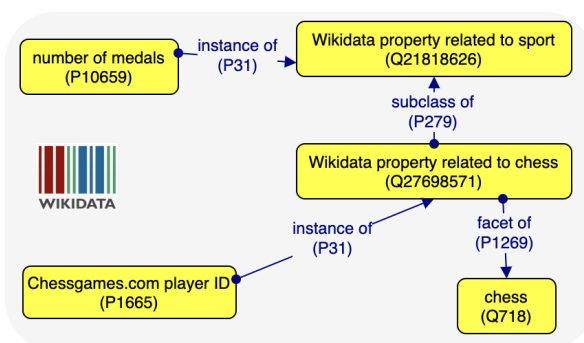 number of medals
(P10659)
instance of
(P31)
Wikidata property related to sport
(Q21818626)
subclass of
(P279)
Wikidata property related to chess
(Q27698571)
WIKIDATA
instance of
(P31)
facet of
(P1269)
Chessgames.com player ID
(P1665)
chess
(Q718)